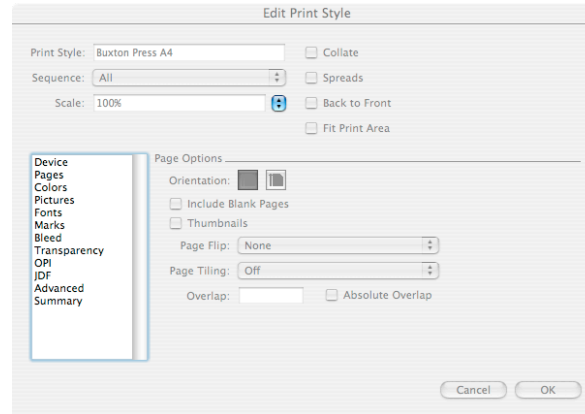 Edit Print Style
Print Style: Buxton Press A4
Collate
Sequence: All
Spreads
Scale: 100%
Back to Front
Fit Print Area
Device
Pages
Colors
Pictures
Fonts
Marks
Bleed
Transparency
OPI
JDF
Advanced
Summary
Page Options
Orientation:
Include Blank Pages
Thumbnails
Page Flip: None
Page Tiling: Off
Overlap:
Absolute Overlap
Cancel
OK